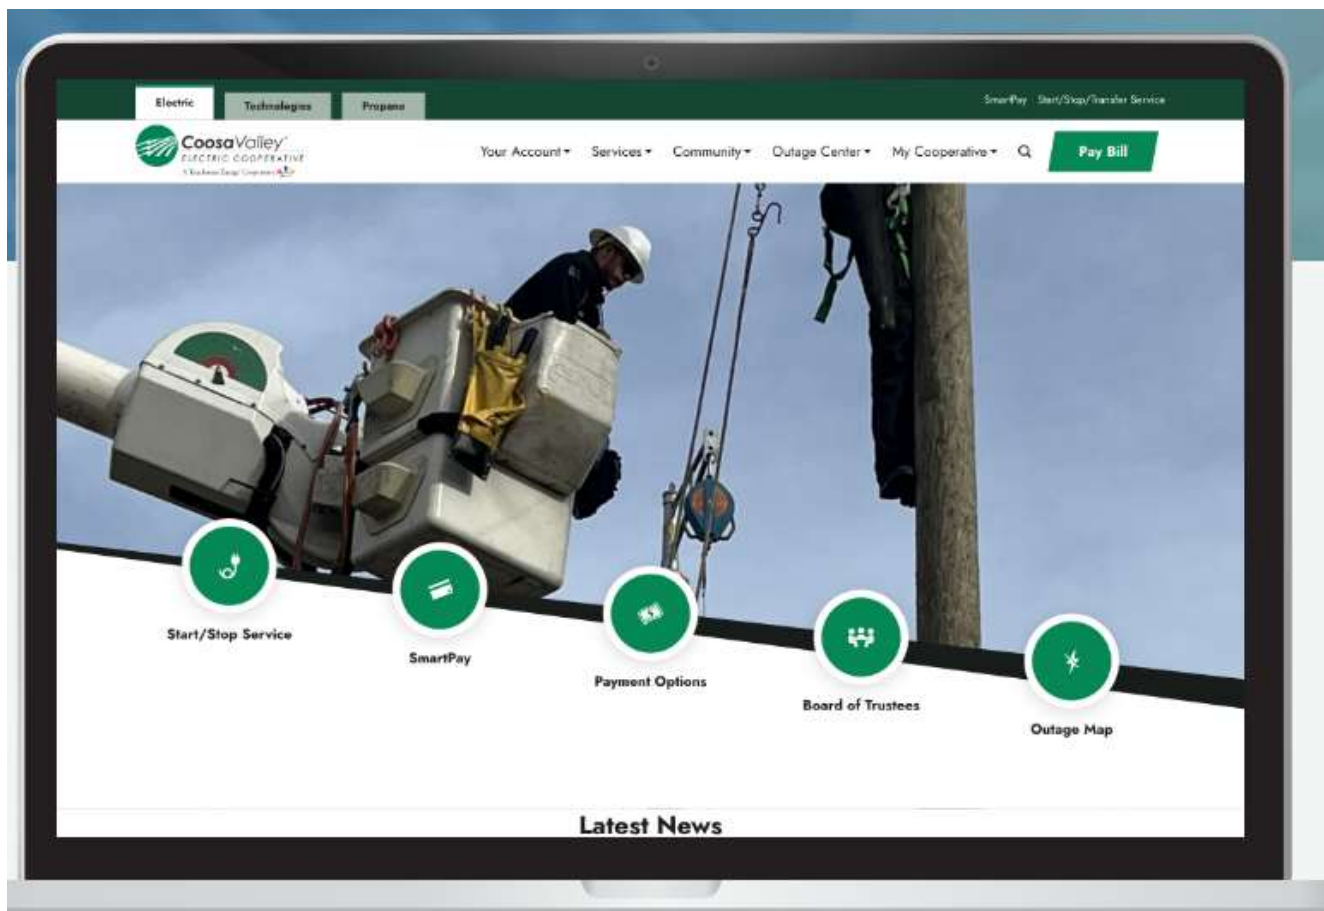 Electric
Technologies
Propane
SmartPay
Start/Stop/Transfer Service
CoosaValley
ELECTRIC COOPERATIVE
Your Account
Services
Community
Outage Center
My Cooperative
Pay Bill
Start/Stop Service
SmartPay
Payment Options
Board of Trustees
Outage Map
Latest News